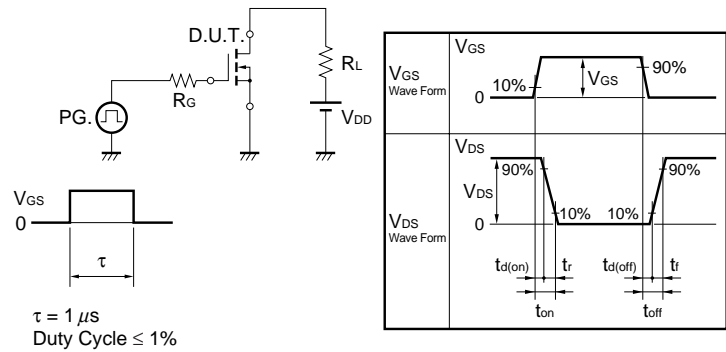 D.U.T.
RL
RG
PG.
VDD
VGS
0
τ
τ = 1 μs
Duty Cycle ≤ 1%
VGS
Wave Form
VGS
10%
0
VGS
90%
VDS
Wave Form
VDS
90%
VDS
0
10%
10%
90%
td(on)
tr
td(off)
tf
ton
toff